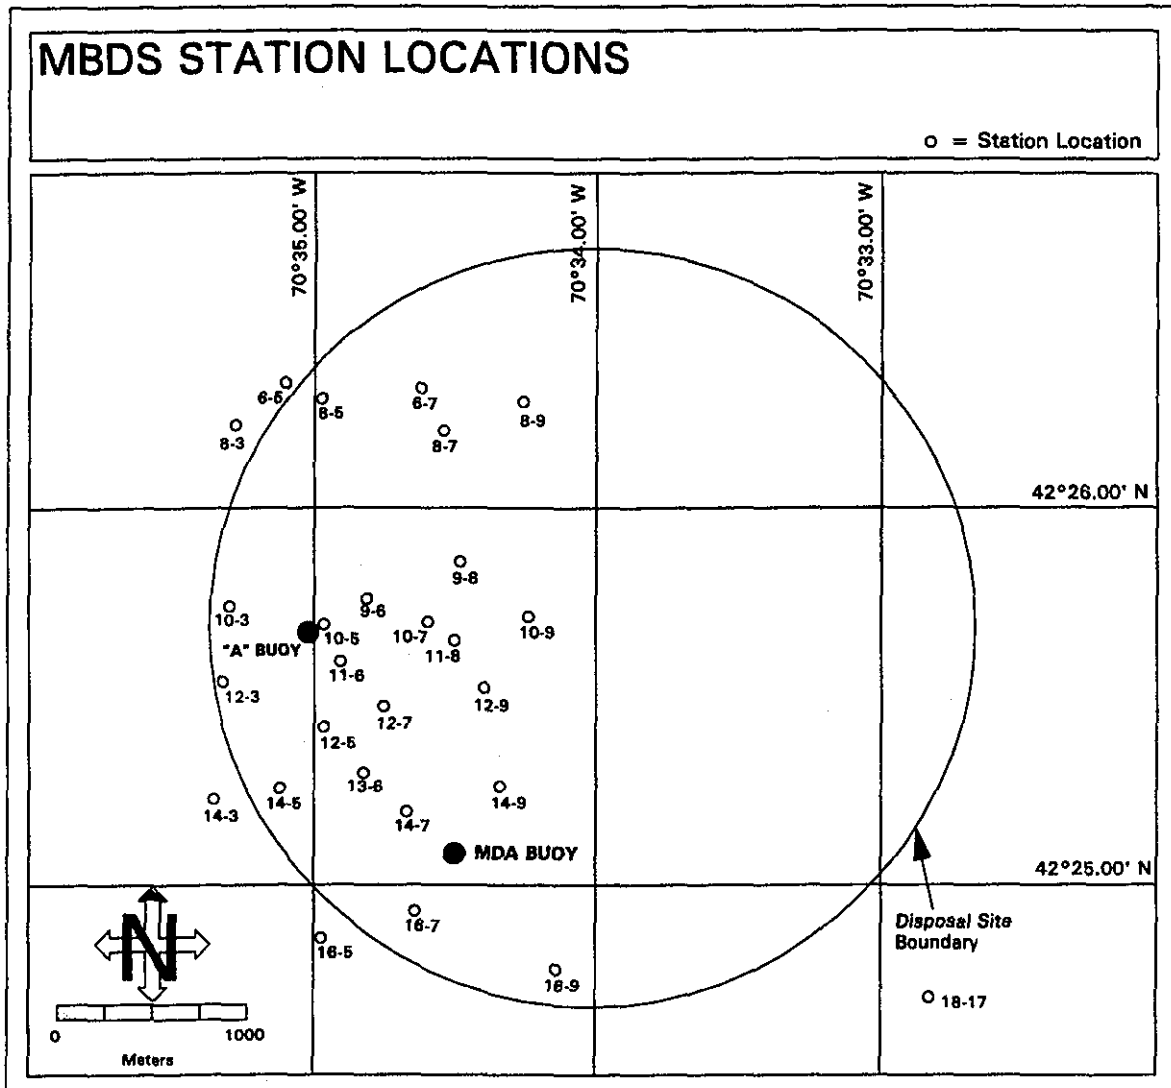 MBDS STATION LOCATIONS
o = Station Location
70°35.00' W
70°34.00' W
70°33.00' W
6-5
8-5
6-7
8-9
8-3
8-7
42°26.00' N
9-8
9-6
10-3
10-5
10-7
10-9
"A" BUOY
11-8
11-6
12-3
12-9
12-7
12-5
13-6
14-9
14-5
14-3
14-7
MDA BUOY
42°25.00' N
16-7
Disposal Site
Boundary
N
16-5
16-9
18-17
0
1000
Meters